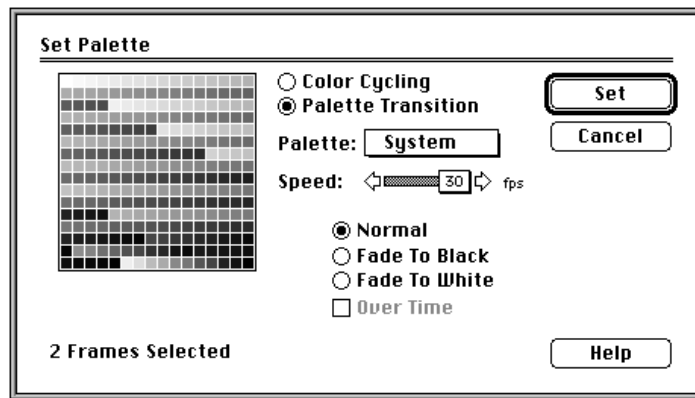 Set Palette
Color Cycling
Palette Transition
Palette: System
Speed: 30 fps
Normal
Fade To Black
Fade To White
Over Time
Set
Cancel
2 Frames Selected
Help